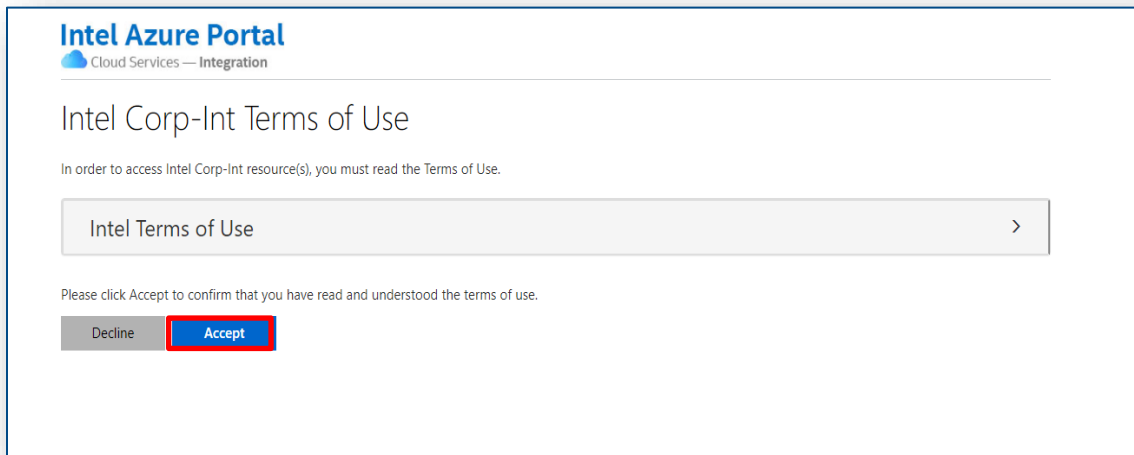 Intel Azure Portal
Cloud Services — Integration
Intel Corp-Int Terms of Use
In order to access Intel Corp-Int resource(s), you must read the Terms of Use.
Intel Terms of Use
Please click Accept to confirm that you have read and understood the terms of use.
Decline Accept